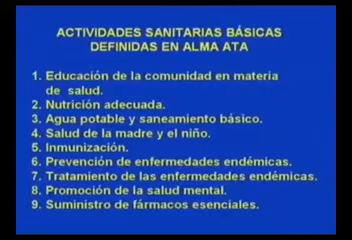 ACTIVIDADES SANITARIAS BÁSICAS
DEFINIDAS EN ALMA ATA
1. Educación de la comunidad en materia
de salud.
2. Nutrición adecuada.
3. Agua potable y saneamiento básico.
4. Salud de la madre y el niño.
5. Inmunización.
6. Prevención de enfermedades endémicas.
7. Tratamiento de las enfermedades endémicas.
8. Promoción de la salud mental.
9. Suministro de fármacos esenciales.